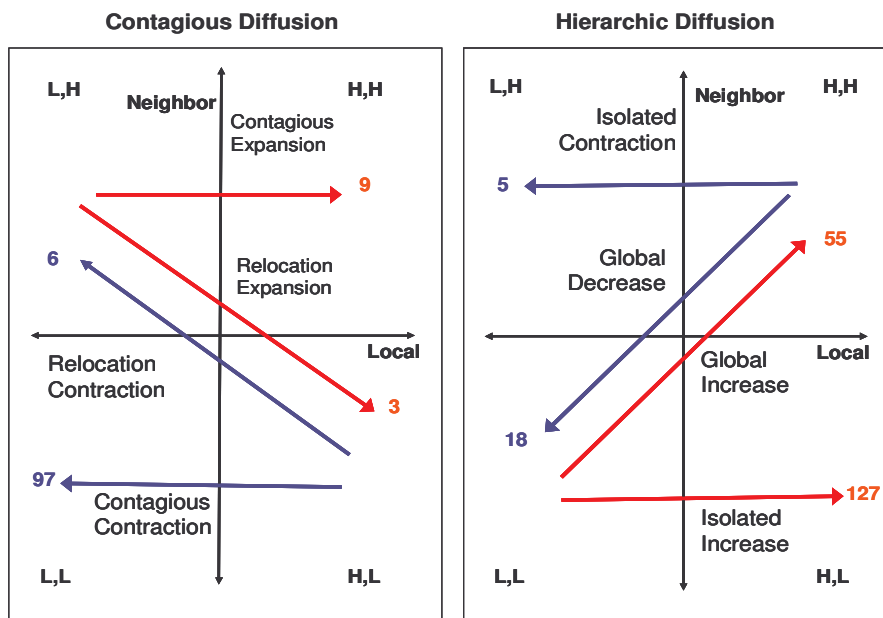 Contagious Diffusion
L,H
Neighbor
H,H
Contagious
Expansion
9
6
Relocation
Expansion
Local
Relocation
Contraction
3
97
Contagious
Contraction
L,L
H,L
Hierarchic Diffusion
L,H
Neighbor
H,H
Isolated
Contraction
5
55
Global
Decrease
Local
Global
Increase
18
127
Isolated
Increase
L,L
H,L